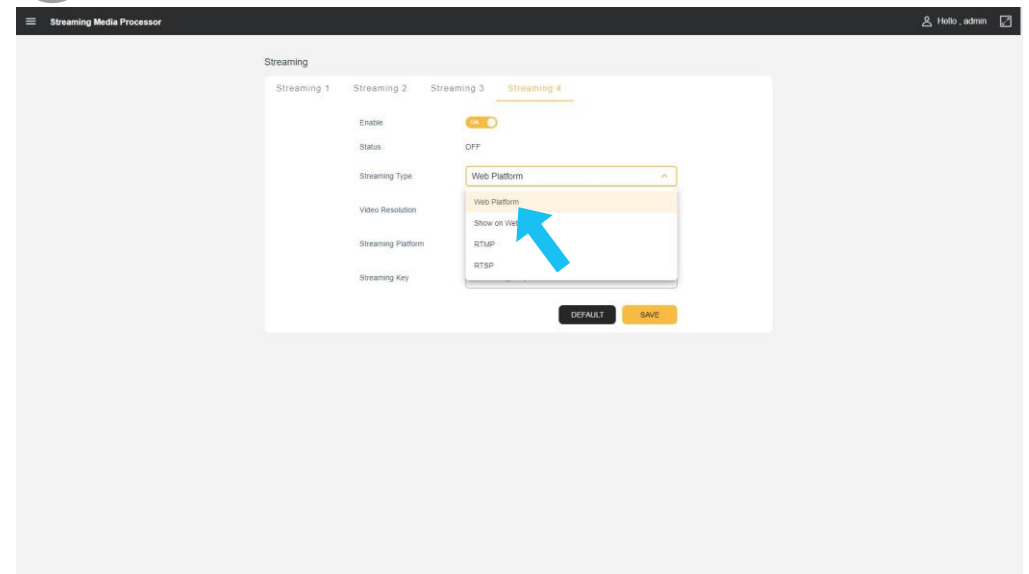 Streaming Media Processor
Hello , admin
Streaming
Streaming 1 Streaming 2 Streaming 3 Streaming 4
Enable ON
Status OFF
Streaming Type Web Platform
Web Platform
Video Resolution
Show on Web
Streaming Platform RTMP
RTSP
Streaming Key
DEFAULT SAVE